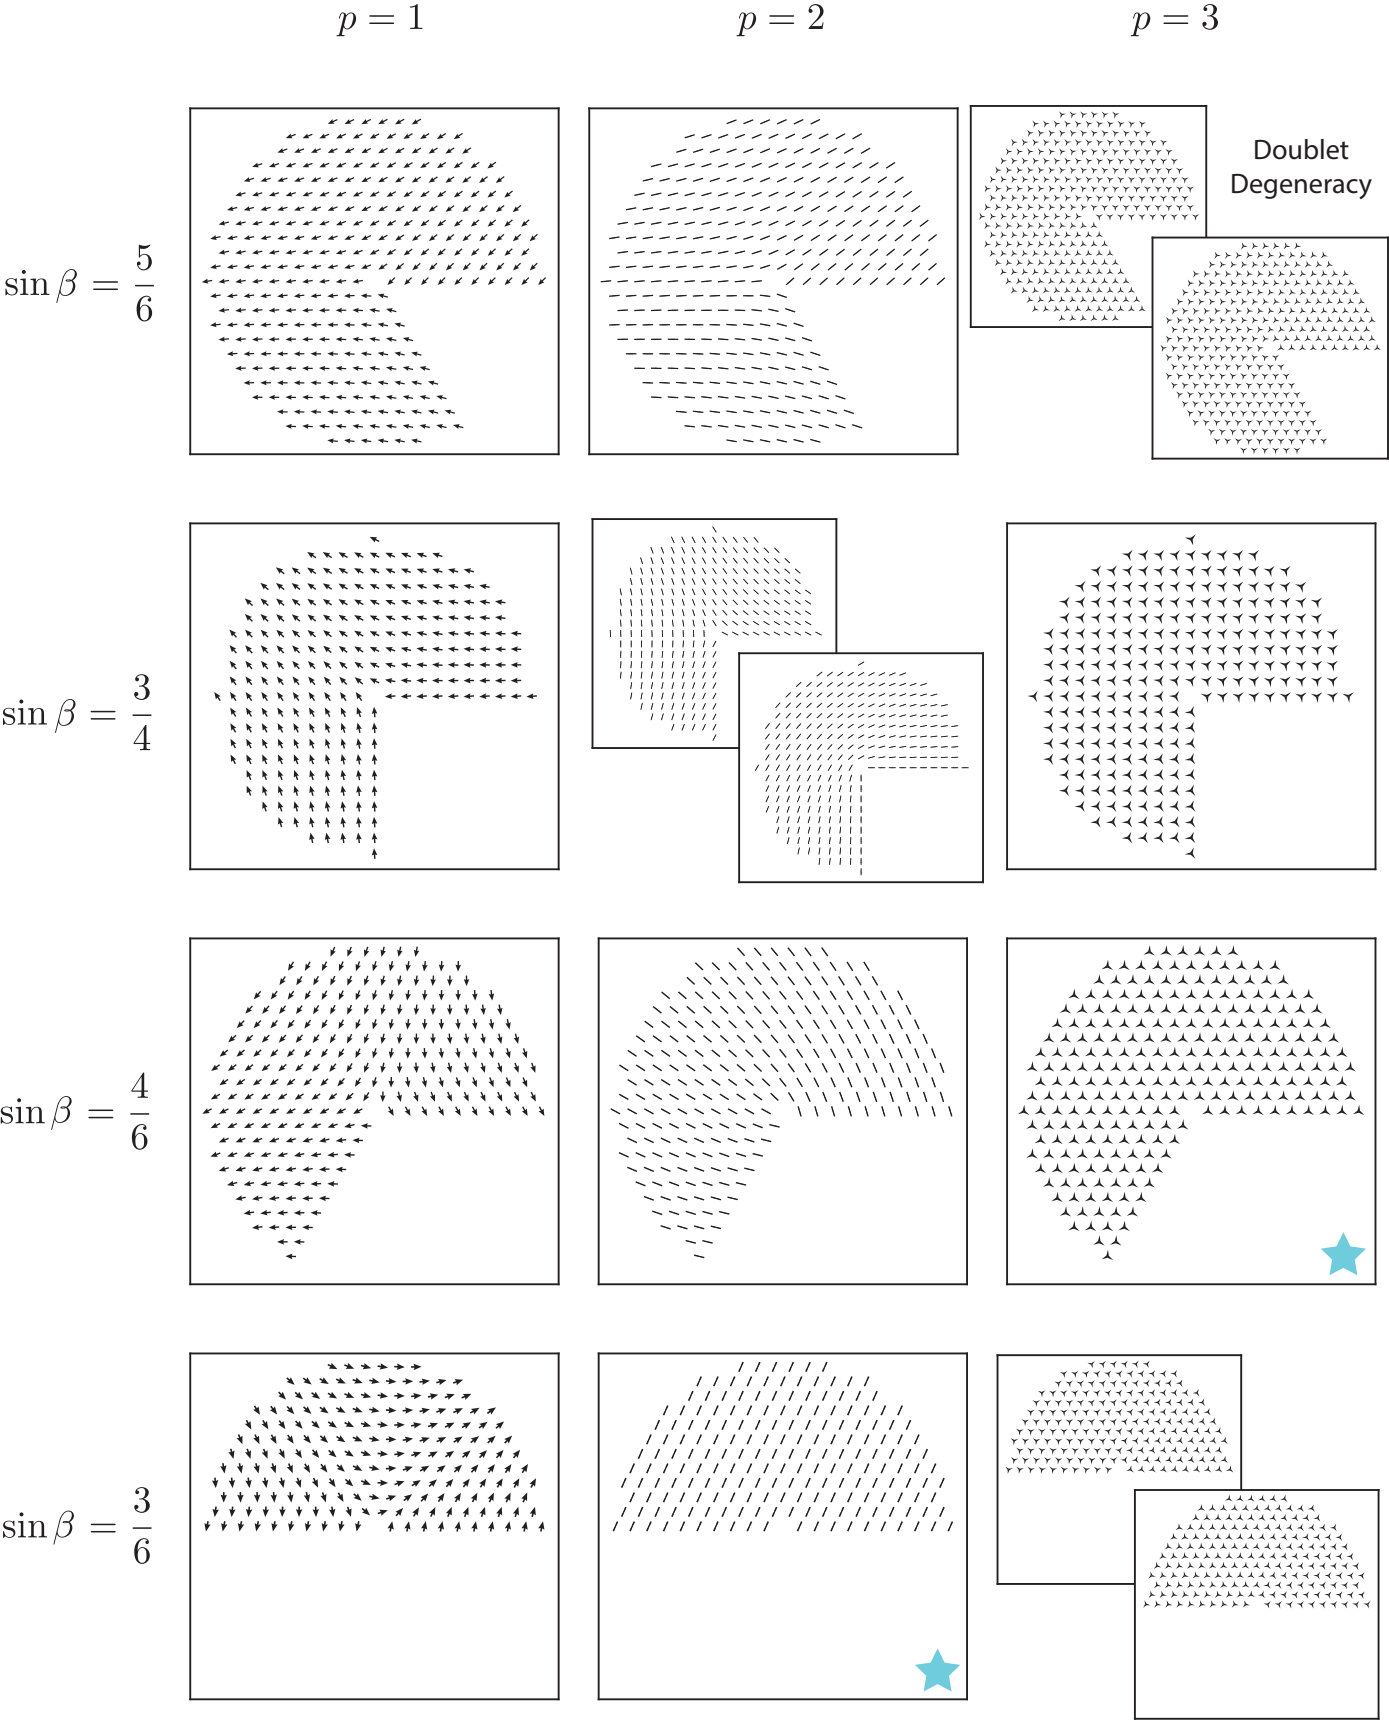 p = 1 p = 2 p = 3
Doublet
Degeneracy
sin β = 5/6
sin β = 3/4
sin β = 4/6
sin β = 3/6